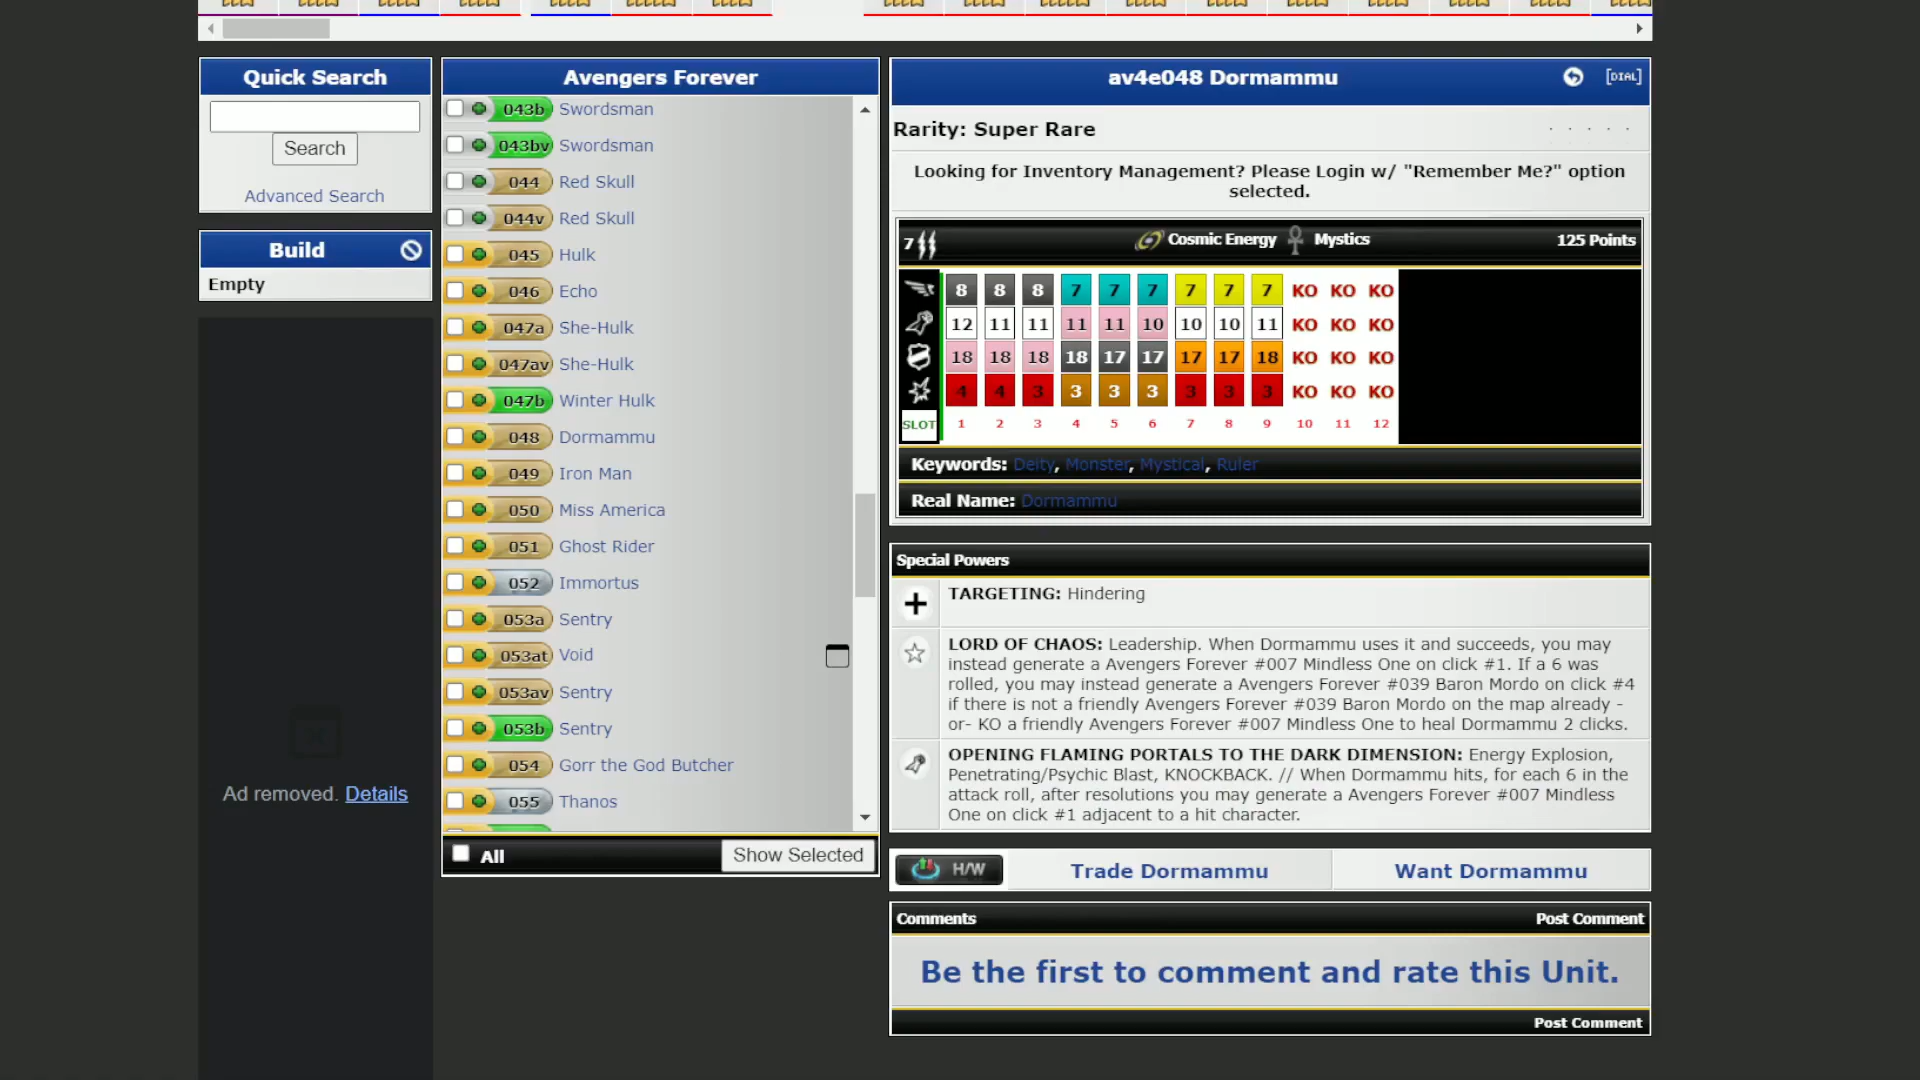 Quick Search
Search
Advanced Search
Build
Empty
Ad removed. Details
Avengers Forever
043b Swordsman
043bv Swordsman
044 Red Skull
044v Red Skull
045 Hulk
046 Echo
047a She-Hulk
047av She-Hulk
047b Winter Hulk
048 Dormammu
049 Iron Man
050 Miss America
051 Ghost Rider
052 Immortus
053a Sentry
053at Void
053av Sentry
053b Sentry
054 Gorr the God Butcher
055 Thanos
All Show Selected
av4e048 Dormammu [DIAL]
Rarity: Super Rare
Looking for Inventory Management? Please Login w/ "Remember Me?" option
selected.
7 Cosmic Energy Mystics 125 Points
8 8 8 7 7 7 7 7 7 KO KO KO
12 11 11 11 11 10 10 10 11 KO KO KO
18 18 18 18 17 17 17 17 18 KO KO KO
4 4 3 3 3 3 3 3 3 KO KO KO
SLOT 1 2 3 4 5 6 7 8 9 10 11 12
Keywords: Deity, Monster, Mystical, Ruler
Real Name: Dormammu
Special Powers
TARGETING: Hindering
LORD OF CHAOS: Leadership. When Dormammu uses it and succeeds, you may
instead generate a Avengers Forever #007 Mindless One on click #1. If a 6 was
rolled, you may instead generate a Avengers Forever #039 Baron Mordo on click #4
if there is not a friendly Avengers Forever #039 Baron Mordo on the map already -
or- KO a friendly Avengers Forever #007 Mindless One to heal Dormammu 2 clicks.
OPENING FLAMING PORTALS TO THE DARK DIMENSION: Energy Explosion,
Penetrating/Psychic Blast, KNOCKBACK. // When Dormammu hits, for each 6 in the
attack roll, after resolutions you may generate a Avengers Forever #007 Mindless
One on click #1 adjacent to a hit character.
H/W Trade Dormammu Want Dormammu
Comments Post Comment
Be the first to comment and rate this Unit.
Post Comment